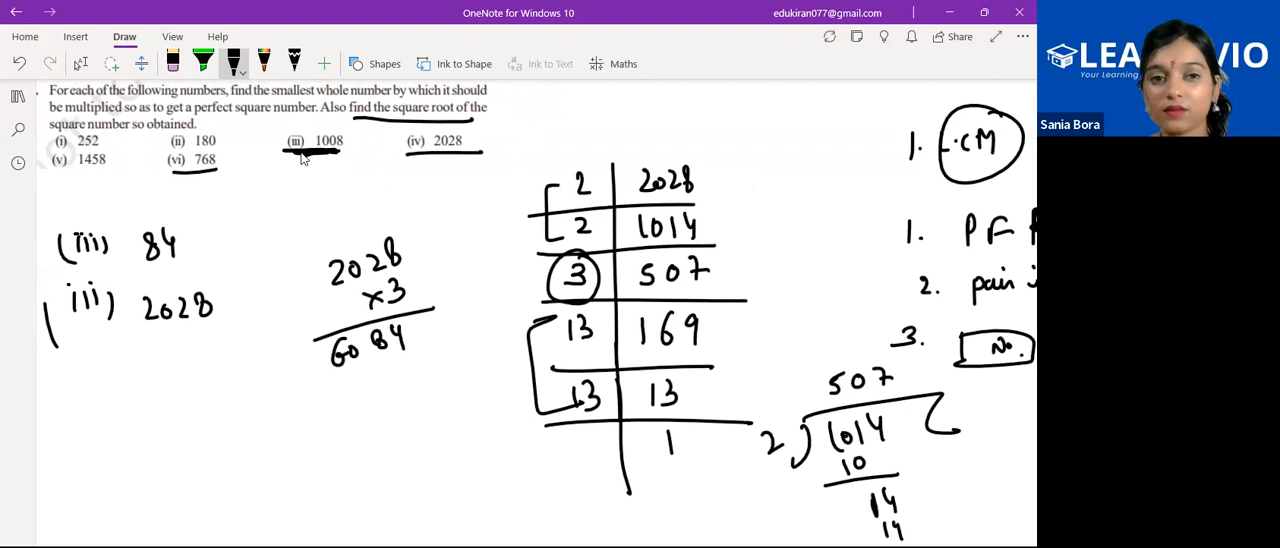 OneNote for Windows 10
edukiran077@gmail.com
Home Insert Draw View Help
Share
Shapes Ink to Shape Ink to Text Maths
For each of the following numbers, find the smallest whole number by which it should
be multiplied so as to get a perfect square number. Also find the square root of the
square number so obtained.
(i) 252 (ii) 180 (iii) 1008 (iv) 2028
(v) 1458 (vi) 768
(iii) 84
(iii) 2028
2028
×3
6084
2 2028
2 1014
3 507
13 169
13 13
1
1. LCM
1. PF
2. pair
3. No.
507
2 1014
10
14
14
Your Learning
Sania Bora